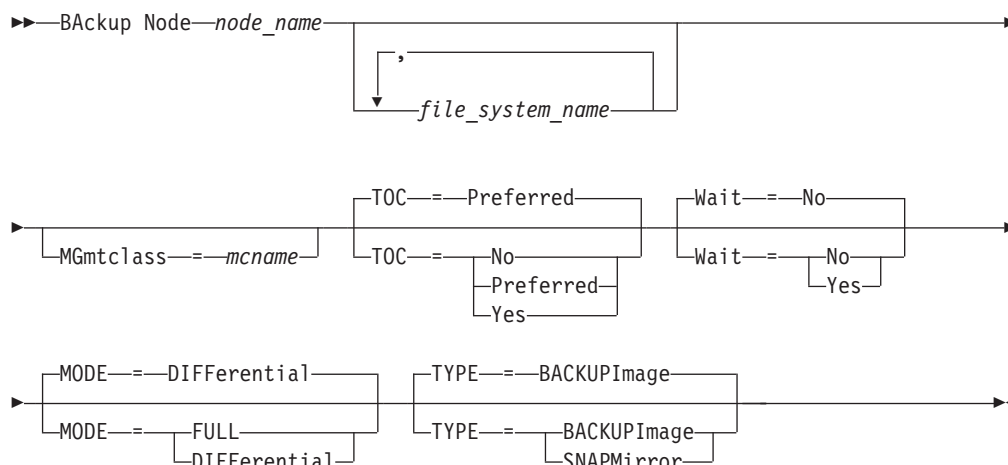 BAckup Node node_name
,
file_system_name
TOC = Preferred Wait = No
MGmtclass = mcname TOC = No Wait = No
Preferred Yes
Yes
MODE = DIFFerential TYPE = BACKUPImage
MODE = FULL TYPE = BACKUPImage
DIFFerential SNAPMirror